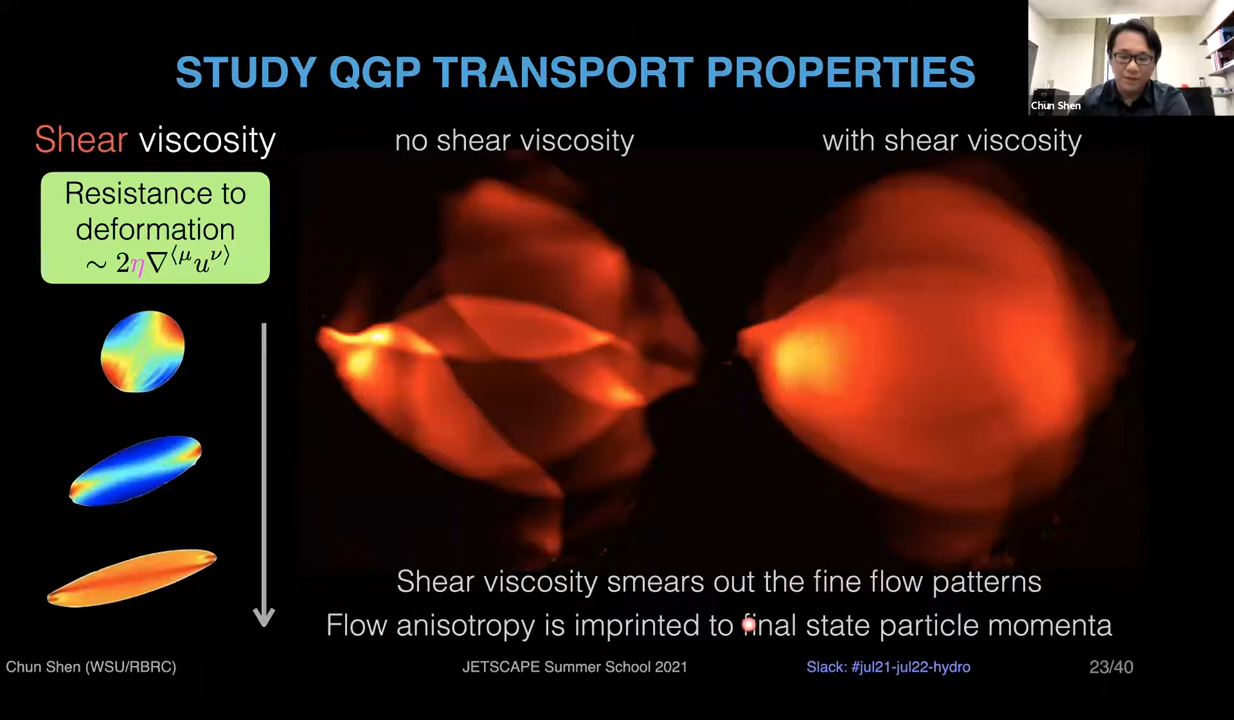 STUDY QGP TRANSPORT PROPERTIES
Chun Shen
Shear viscosity
no shear viscosity
with shear viscosity
Resistance to
deformation
∼ 2η∇⟨μ u ν⟩
Shear viscosity smears out the fine flow patterns
Flow anisotropy is imprinted to final state particle momenta
Chun Shen (WSU/RBRC)
JETSCAPE Summer School 2021
Slack: #jul21-jul22-hydro
23/40